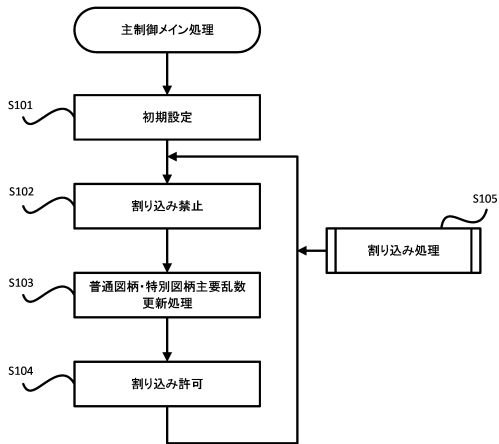 主制御メイン処理
S101
初期設定
S102
割り込み禁止
S105
割り込み処理
S103
普通図柄・特別図柄主要乱数
更新処理
S104
割り込み許可